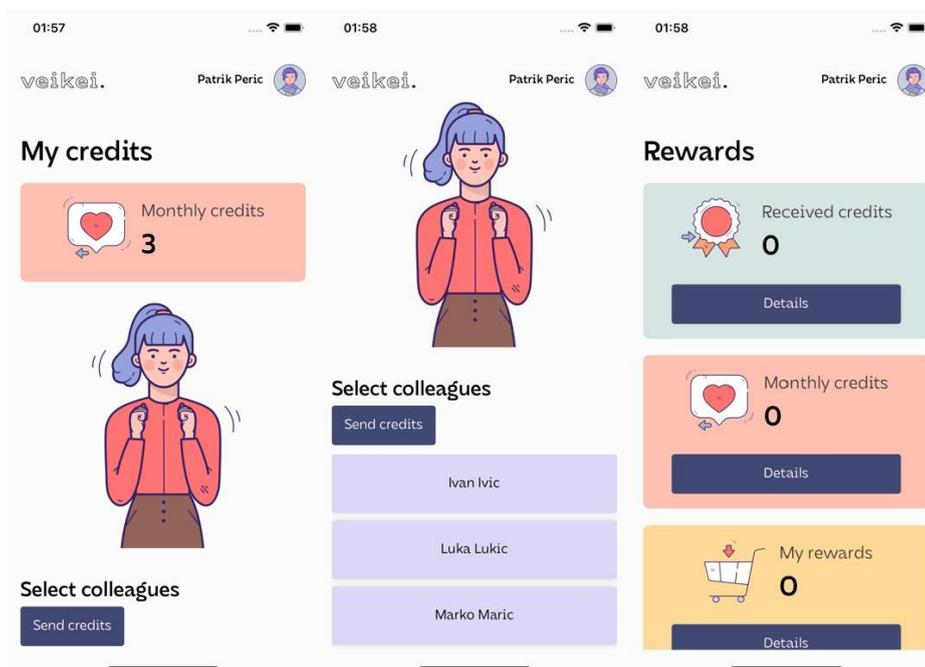 01:57
veikei.
Patrik Peric
My credits
Monthly credits
3
Select colleagues
Send credits
01:58
veikei.
Patrik Peric
Select colleagues
Send credits
Ivan Ivic
Luka Lukic
Marko Maric
01:58
veikei.
Patrik Peric
Rewards
Received credits
0
Details
Monthly credits
0
Details
My rewards
0
Details